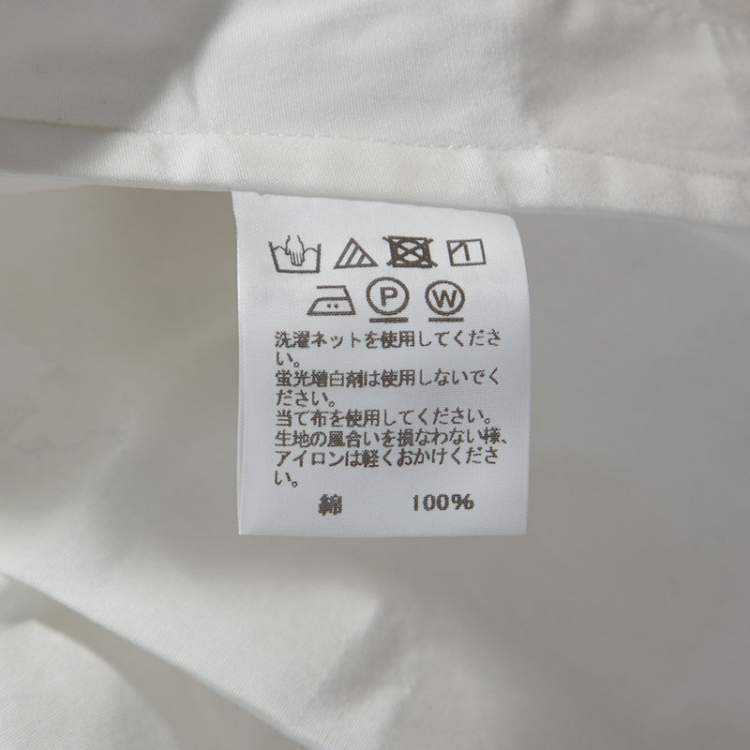 P W
洗濯ネットを使用してくださ
い。
蛍光増白剤は使用しないでく
ださい。
当て布を使用してください。
生地の風合いを損なわない様、
アイロンは軽くおかけくださ
い。
綿 100%